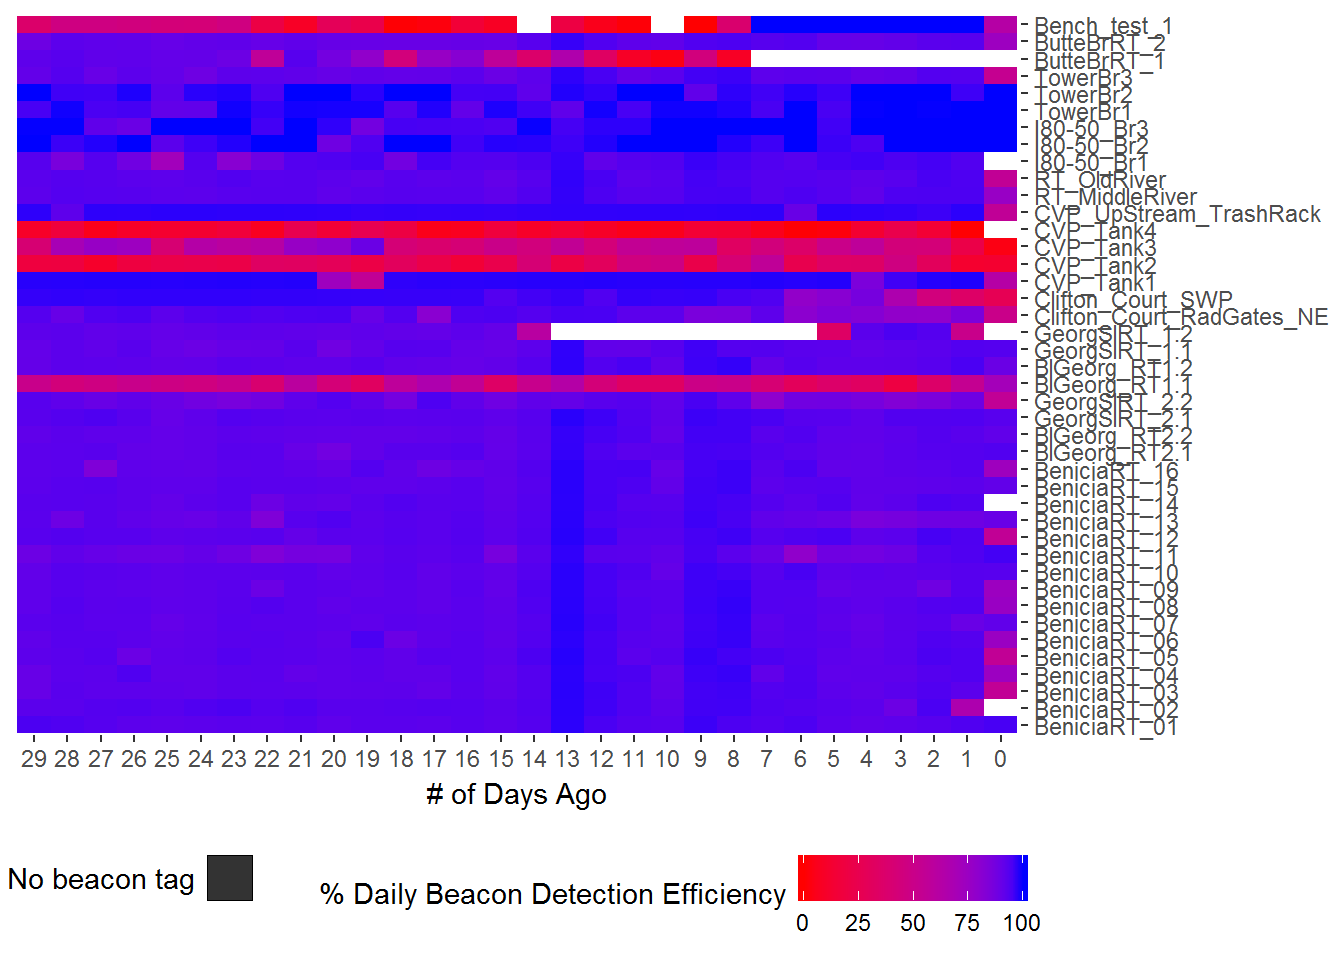 Bench_test_1
ButteBrRT_2
ButteBrRT_1
TowerBr3
TowerBr2
TowerBr1
I80-50_Br3
I80-50_Br2
I80-50_Br1
RT_OldRiver
RT_MiddleRiver
CVP_UpStream_TrashRack
CVP_Tank4
CVP_Tank3
CVP_Tank2
CVP_Tank1
Clifton_Court_SWP
Clifton_Court_RadGates_NE
GeorgSlRT_1.2
GeorgSlRT_1.1
BlGeorg_RT1.2
BlGeorg_RT1.1
GeorgSlRT_2.2
GeorgSlRT_2.1
BlGeorg_RT2.2
BlGeorg_RT2.1
BeniciaRT_16
BeniciaRT_15
BeniciaRT_14
BeniciaRT_13
BeniciaRT_12
BeniciaRT_11
BeniciaRT_10
BeniciaRT_09
BeniciaRT_08
BeniciaRT_07
BeniciaRT_06
BeniciaRT_05
BeniciaRT_04
BeniciaRT_03
BeniciaRT_02
BeniciaRT_01
29 28 27 26 25 24 23 22 21 20 19 18 17 16 15 14 13 12 11 10 9 8 7 6 5 4 3 2 1 0
# of Days Ago
No beacon tag
% Daily Beacon Detection Efficiency
0 25 50 75 100